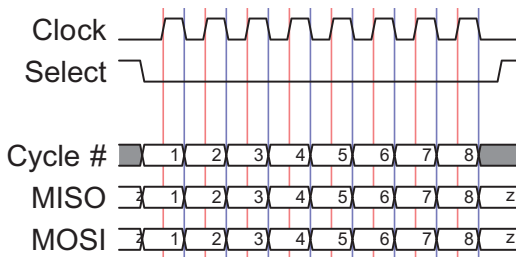 Clock
Select
Cycle # 1 2 3 4 5 6 7 8
MISO z 1 2 3 4 5 6 7 8 z
MOSI z 1 2 3 4 5 6 7 8 z